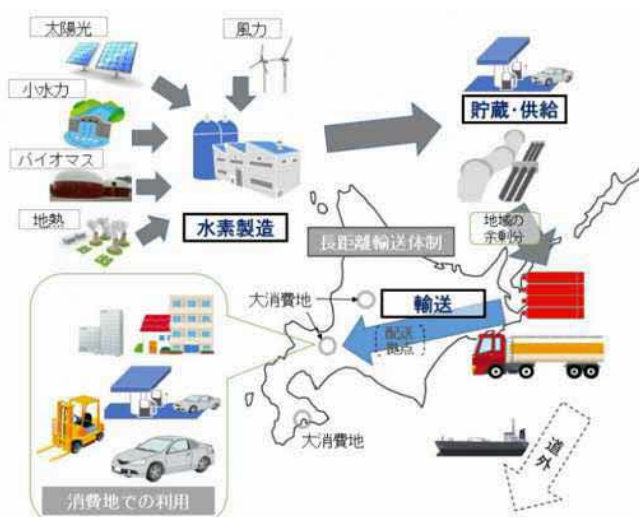 太陽光
風力
小水力
バイオマス
地熱
水素製造
貯蔵・供給
地域の
余剰分
長距離輸送体制
大消費地
輸送
配送
拠点
大消費地
道外
消費地での利用